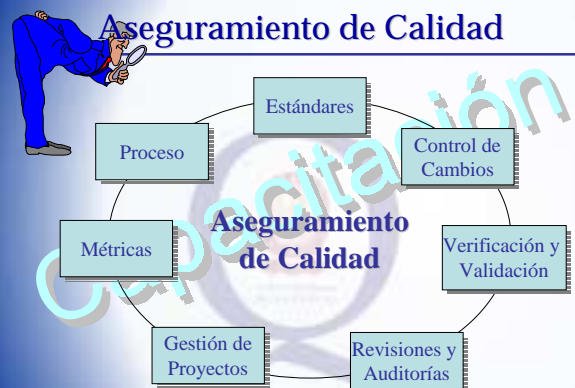 Aseguramiento de Calidad
Estándares
Proceso
Control de
Cambios
Capacitación
Aseguramiento
de Calidad
Métricas
Verificación y
Validación
Gestión de
Proyectos
Revisiones y
Auditorías